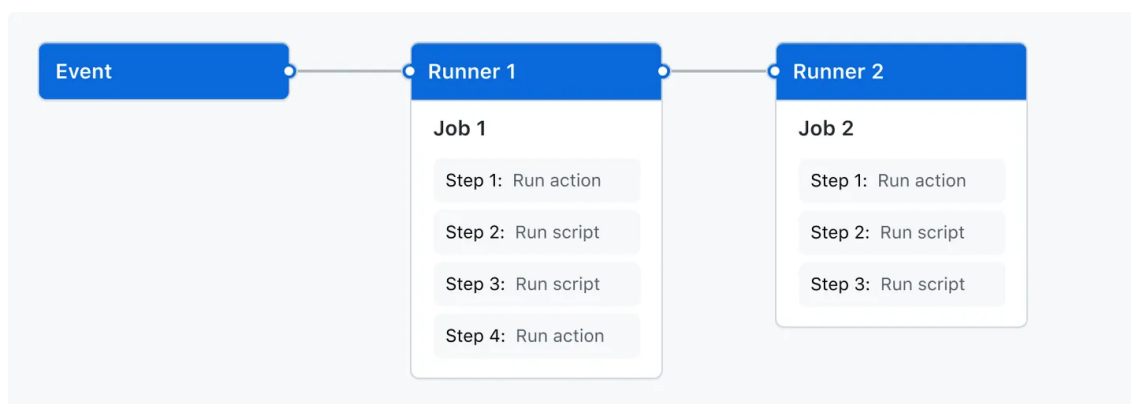 Event
Runner 1
Job 1
Step 1: Run action
Step 2: Run script
Step 3: Run script
Step 4: Run action
Runner 2
Job 2
Step 1: Run action
Step 2: Run script
Step 3: Run script